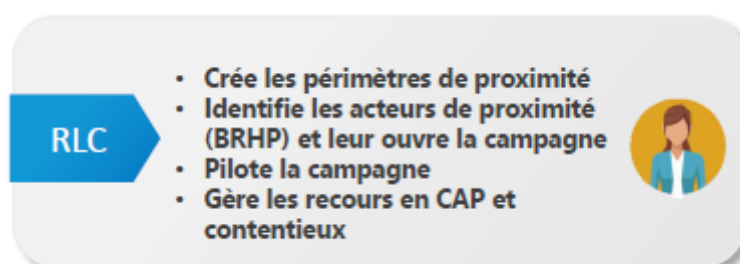 RLC
• Crée les périmètres de proximité
• Identifie les acteurs de proximité
(BRHP) et leur ouvre la campagne
• Pilote la campagne
• Gère les recours en CAP et
contentieux